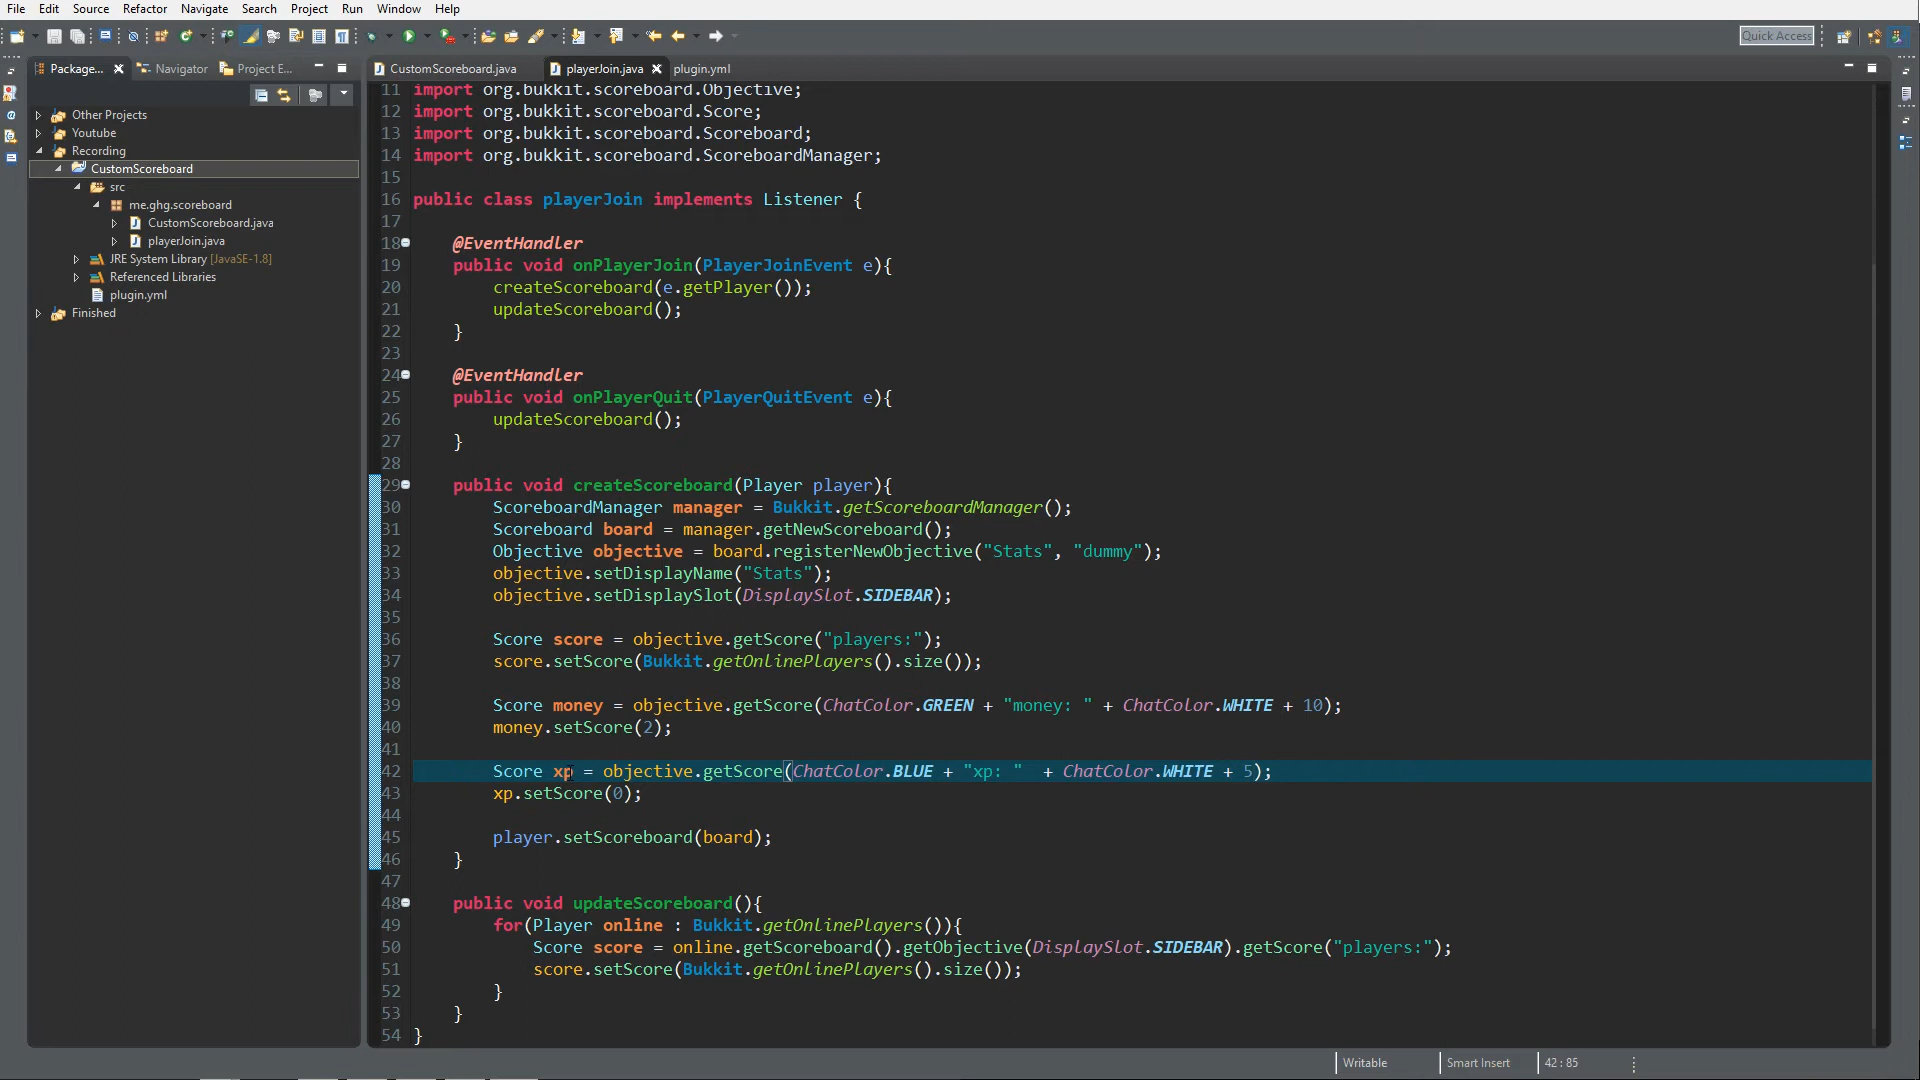 File Edit Source Refactor Navigate Search Project Run Window Help
Quick Access
Package... Navigator Project E...
CustomScoreboard.java playerJoin.java plugin.yml
Other Projects
Youtube
Recording
CustomScoreboard
src
me.ghg.scoreboard
CustomScoreboard.java
playerJoin.java
JRE System Library [JavaSE-1.8]
Referenced Libraries
plugin.yml
Finished
11 import org.bukkit.scoreboard.Objective;
12 import org.bukkit.scoreboard.Score;
13 import org.bukkit.scoreboard.Scoreboard;
14 import org.bukkit.scoreboard.ScoreboardManager;
15
16 public class playerJoin implements Listener {
17
18 @EventHandler
19 public void onPlayerJoin(PlayerJoinEvent e){
20 createScoreboard(e.getPlayer());
21 updateScoreboard();
22 }
23
24 @EventHandler
25 public void onPlayerQuit(PlayerQuitEvent e){
26 updateScoreboard();
27 }
28
29 public void createScoreboard(Player player){
30 ScoreboardManager manager = Bukkit.getScoreboardManager();
31 Scoreboard board = manager.getNewScoreboard();
32 Objective objective = board.registerNewObjective("Stats", "dummy");
33 objective.setDisplayName("Stats");
34 objective.setDisplaySlot(DisplaySlot.SIDEBAR);
35
36 Score score = objective.getScore("players:");
37 score.setScore(Bukkit.getOnlinePlayers().size());
38
39 Score money = objective.getScore(ChatColor.GREEN + "money: " + ChatColor.WHITE + 10);
40 money.setScore(2);
41
42 Score xp = objective.getScore(ChatColor.BLUE + "xp: "  + ChatColor.WHITE + 5);
43 xp.setScore(0);
44
45 player.setScoreboard(board);
46 }
47
48 public void updateScoreboard(){
49 for(Player online : Bukkit.getOnlinePlayers()){
50 Score score = online.getScoreboard().getObjective(DisplaySlot.SIDEBAR).getScore("players:");
51 score.setScore(Bukkit.getOnlinePlayers().size());
52 }
53 }
54 }
Writable Smart Insert 42 : 85